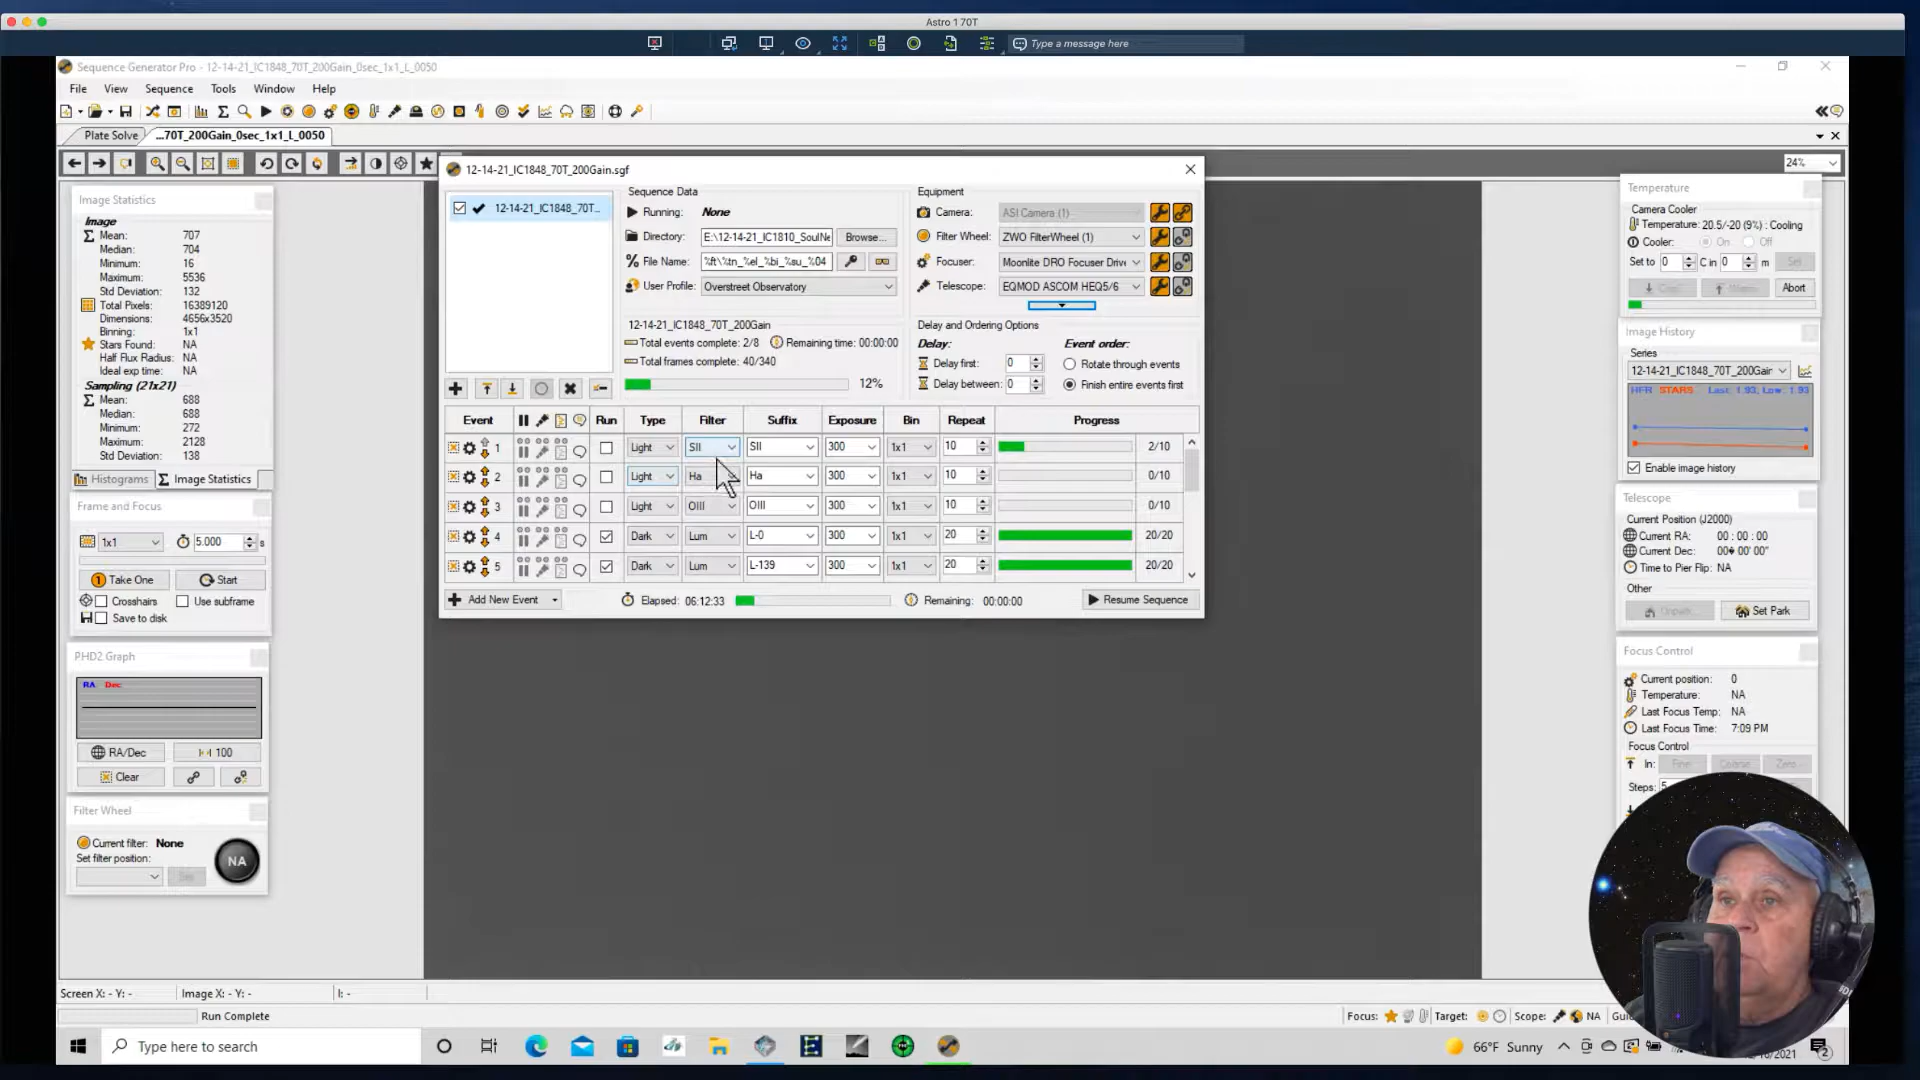 Astro 1 70T
Type a message here
Sequence Generator Pro - 12-14-21_IC1848_70T_200Gain_0sec_1x1_L_0050
File View Sequence Tools Window Help
Plate Solve ...70T_200Gain_0sec_1x1_L_0050
24%
Image Statistics
Image
Mean: 707
Median: 704
Minimum: 16
Maximum: 5536
Std Deviation: 132
Total Pixels: 16389120
Dimensions: 4656x3520
Binning: 1x1
Stars Found: NA
Half Flux Radius: NA
Ideal exp time: NA
Sampling (21x21)
Mean: 688
Median: 688
Minimum: 272
Maximum: 2128
Std Deviation: 138
Histograms Image Statistics
Frame and Focus
1x1 5.000 s
Take One Start
Crosshairs Use subframe
Save to disk
PHD2 Graph
RA Dec
RA/Dec 100
Clear
Filter Wheel
Current filter: None
Set filter position:
NA
Set
12-14-21_IC1848_70T_200Gain.sgf
12-14-21_IC1848_70T...
Sequence Data
Running: None
Directory: E:\12-14-21_IC1810_SoulNe Browse...
File Name: %ft\%tn_%el_%bi_%su_%04
User Profile: Overstreet Observatory
12-14-21_IC1848_70T_200Gain
Total events complete: 2/8 Remaining time: 00:00:00
Total frames complete: 40/340
12%
Equipment
Camera: ASI Camera (1)
Filter Wheel: ZWO FilterWheel (1)
Focuser: Moonlite DRO Focuser Drive
Telescope: EQMOD ASCOM HEQ5/6
Delay and Ordering Options
Delay: Event order:
Delay first: 0 Rotate through events
Delay between: 0 Finish entire events first
Event Run Type Filter Suffix Exposure Bin Repeat Progress
1 Light SII SII 300 1x1 10 2/10
2 Light Ha Ha 300 1x1 10 0/10
3 Light OIII OIII 300 1x1 10 0/10
4 Dark Lum L-0 300 1x1 20 20/20
5 Dark Lum L-139 300 1x1 20 20/20
Add New Event Elapsed: 06:12:33 Remaining: 00:00:00 Resume Sequence
Temperature
Camera Cooler
Temperature: 20.5/-20 (9%) : Cooling
Cooler: On Off
Set to 0 C in 0 m Set
Abort
Image History
Series
12-14-21_IC1848_70T_200Gair
HFR STARS Last: 1.93, Low: 1.93
Enable image history
Telescope
Current Position (J2000)
Current RA: 00 : 00 : 00
Current Dec: 00� 00' 00"
Time to Pier Flip: NA
Other
Unpark Set Park
Focus Control
Current position: 0
Temperature: NA
Last Focus Temp: NA
Last Focus Time: 7:09 PM
Focus Control
In: Fine Coarse Zero
Steps: 5
Screen X: - Y: - Image X: - Y: - I: -
Run Complete
Focus: Target: Scope: NA
Type here to search
66°F Sunny
2